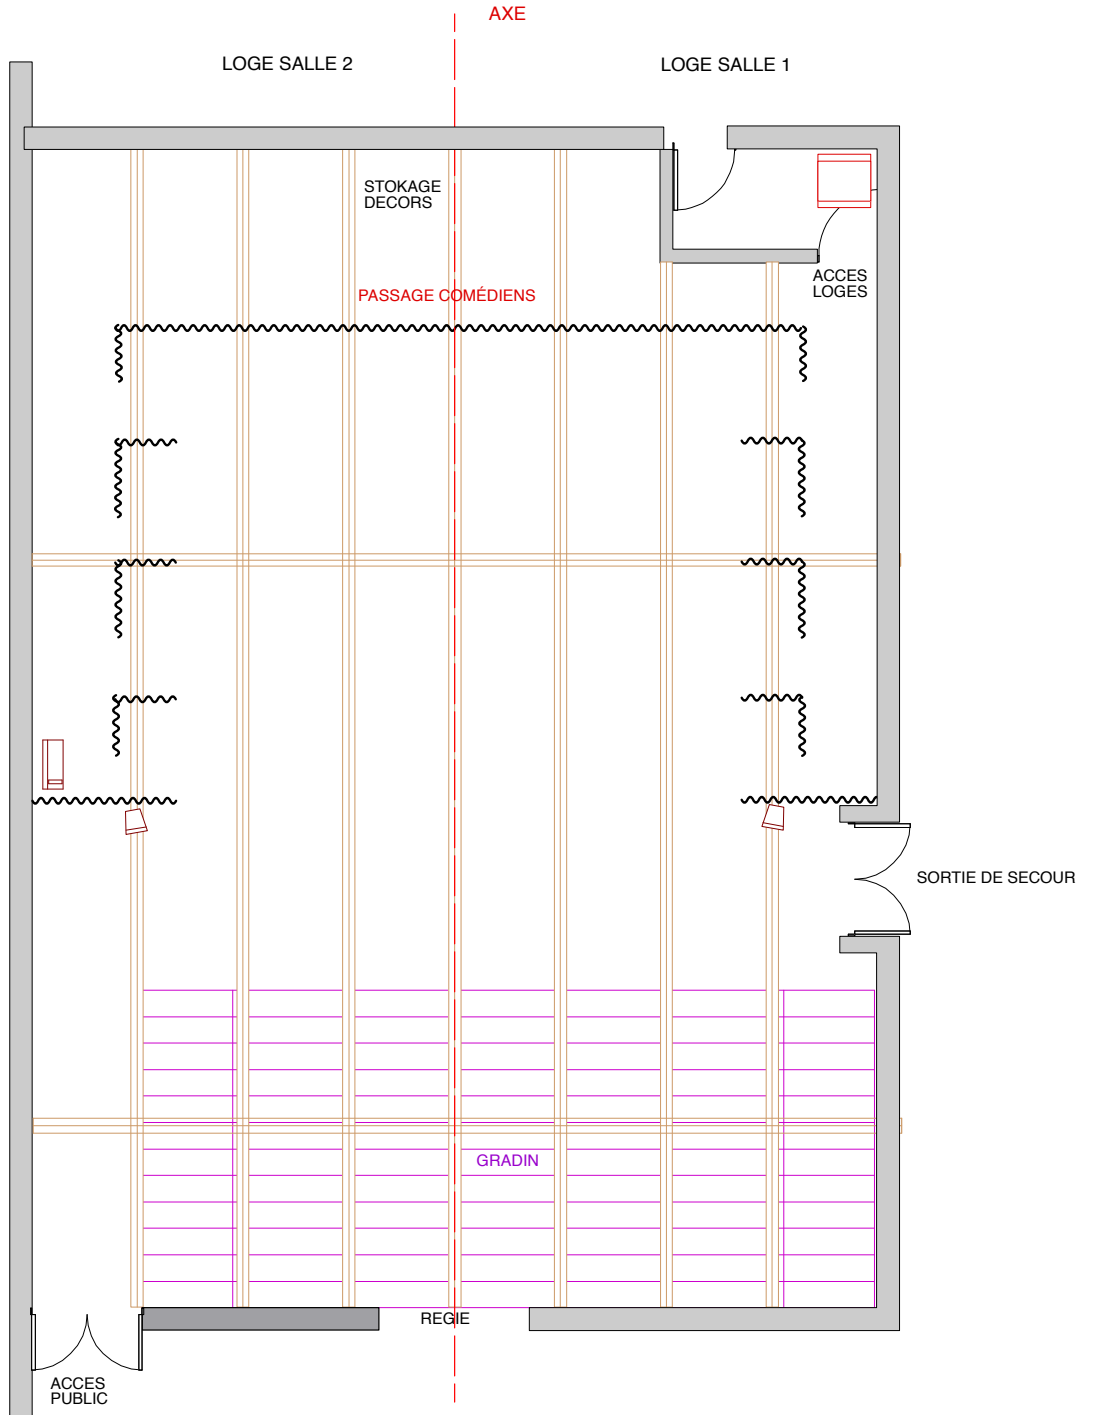 AXE
LOGE SALLE 2
LOGE SALLE 1
STOKAGE
DECORS
ACCES
LOGES
PASSAGE COMÉDIENS
SORTIE DE SECOUR
GRADIN
REGIE
ACCES
PUBLIC